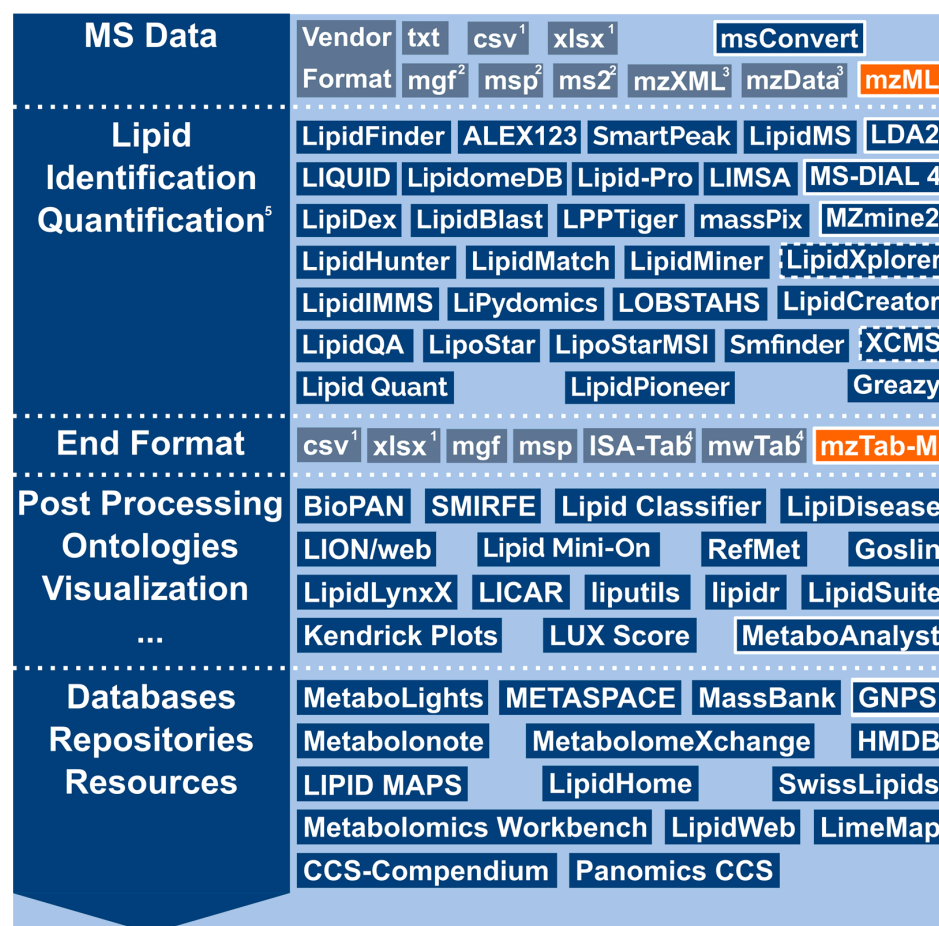 MS Data
Vendor txt csv¹ xlsx¹ msConvert
Format mgf² msp² ms2² mzXML³ mzData³ mzML
Lipid
Identification
Quantification⁵
LipidFinder ALEX123 SmartPeak LipidMS LDA2
LIQUID LipidomeDB Lipid-Pro LIMSA MS-DIAL 4
LipiDex LipidBlast LPPTiger massPix MZmine2
LipidHunter LipidMatch LipidMiner LipidXplorer
LipidIMMS LiPydomics LOBSTAHS LipidCreator
LipidQA LipoStar LipoStarMSI Smfinder XCMS
Lipid Quant LipidPioneer Greazy
End Format
csv¹ xlsx¹ mgf msp ISA-Tab⁴ mwTab⁴ mzTab-M
Post Processing
Ontologies
Visualization
...
BioPAN SMIRFE Lipid Classifier LipiDisease
LION/web Lipid Mini-On RefMet Goslin
LipidLynxX LICAR liputils lipidr LipidSuite
Kendrick Plots LUX Score MetaboAnalyst
Databases
Repositories
Resources
MetaboLights METASPACE MassBank GNPS
Metabolonote MetabolomeXchange HMDB
LIPID MAPS LipidHome SwissLipids
Metabolomics Workbench LipidWeb LimeMap
CCS-Compendium Panomics CCS